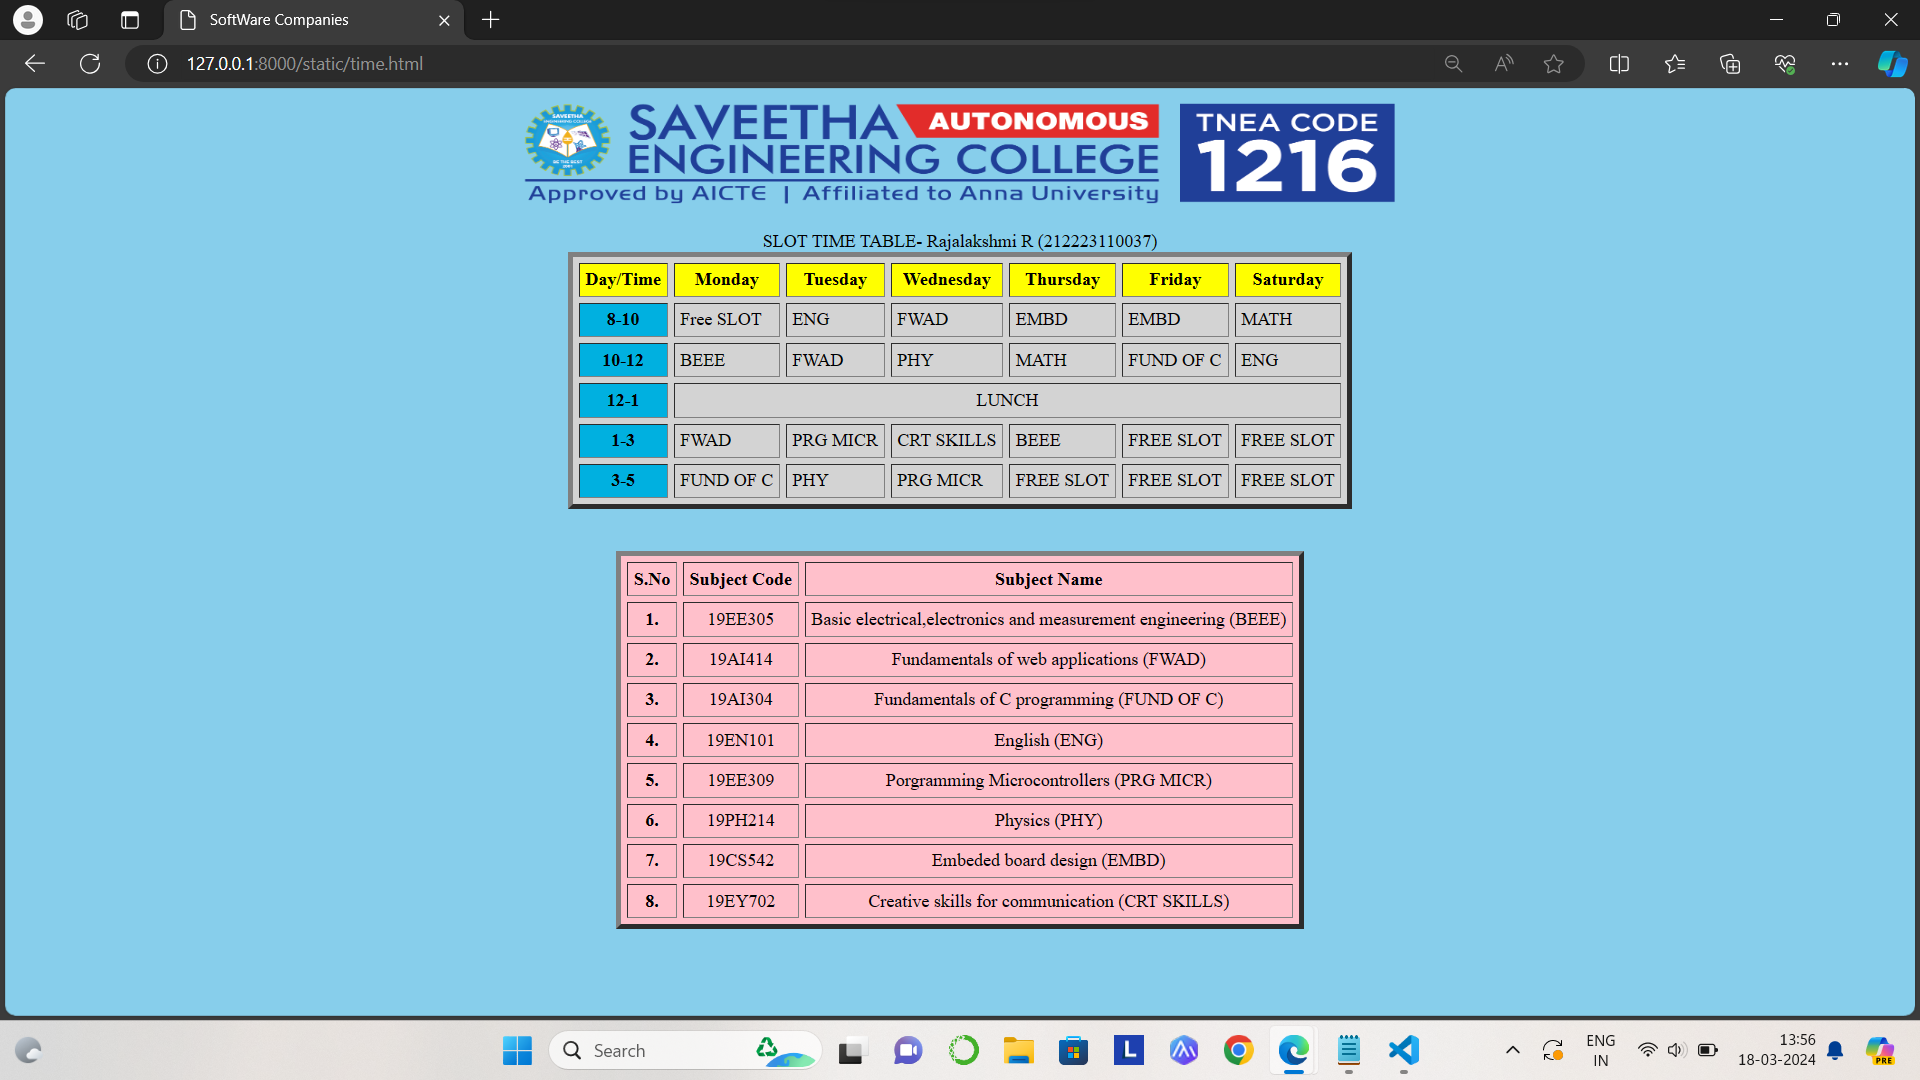 SoftWare Companies
127.0.0.1:8000/static/time.html
SAVEETHA AUTONOMOUS
ENGINEERING COLLEGE
Approved by AICTE | Affiliated to Anna University
TNEA CODE
1216
SAVEETHA
ENGINEERING COLLEGE
BE THE BEST
SLOT TIME TABLE- Rajalakshmi R (212223110037)
Day/Time Monday Tuesday Wednesday Thursday Friday Saturday
8-10 Free SLOT ENG FWAD EMBD EMBD MATH
10-12 BEEE FWAD PHY MATH FUND OF C ENG
12-1 LUNCH
1-3 FWAD PRG MICR CRT SKILLS BEEE FREE SLOT FREE SLOT
3-5 FUND OF C PHY PRG MICR FREE SLOT FREE SLOT FREE SLOT
S.No Subject Code Subject Name
1. 19EE305 Basic electrical,electronics and measurement engineering (BEEE)
2. 19AI414 Fundamentals of web applications (FWAD)
3. 19AI304 Fundamentals of C programming (FUND OF C)
4. 19EN101 English (ENG)
5. 19EE309 Porgramming Microcontrollers (PRG MICR)
6. 19PH214 Physics (PHY)
7. 19CS542 Embeded board design (EMBD)
8. 19EY702 Creative skills for communication (CRT SKILLS)
Search
L
ENG
IN
13:56
18-03-2024
PRE